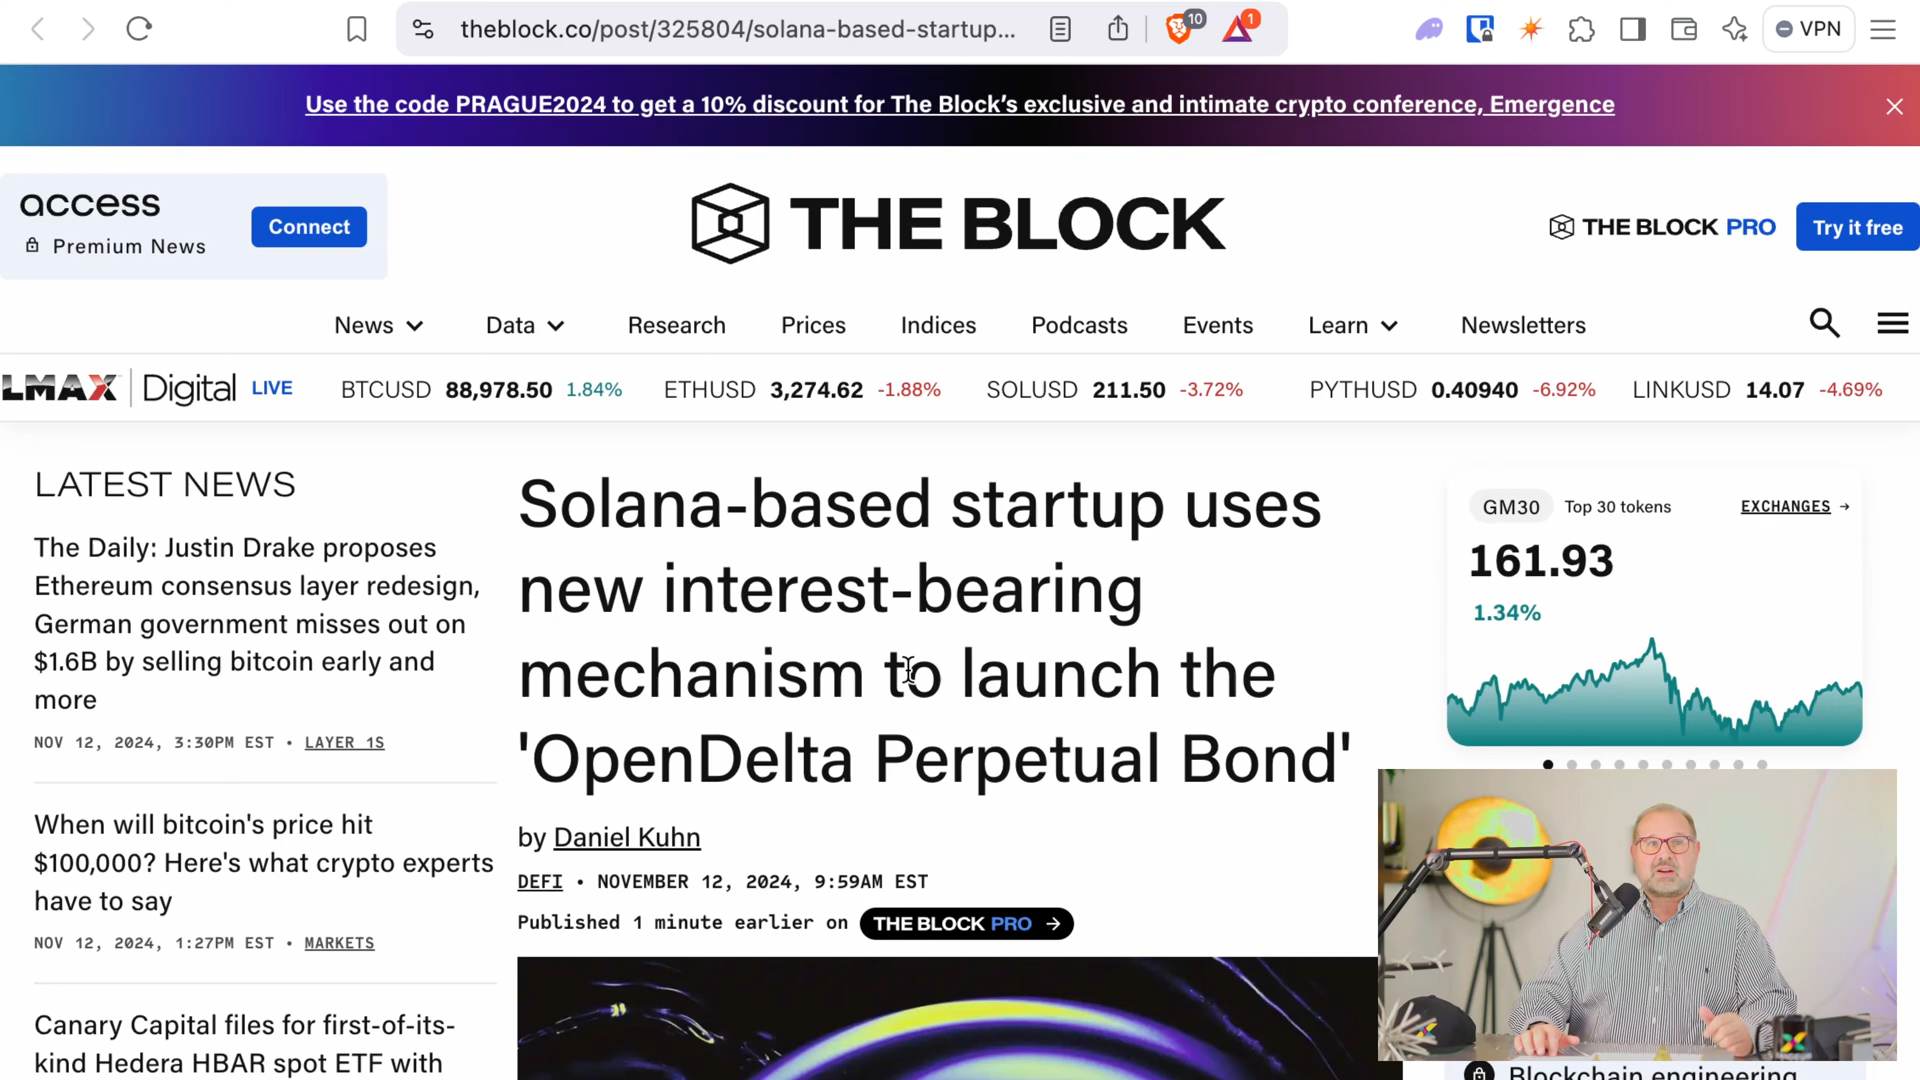 theblock.co/post/325804/solana-based-startup...
10
1
VPN
Use the code PRAGUE2024 to get a 10% discount for The Block's exclusive and intimate crypto conference, Emergence
access
Premium News
Connect
THE BLOCK
THE BLOCK PRO
Try it free
News
Data
Research
Prices
Indices
Podcasts
Events
Learn
Newsletters
LMAX Digital LIVE
BTCUSD 88,978.50 1.84%
ETHUSD 3,274.62 -1.88%
SOLUSD 211.50 -3.72%
PYTHUSD 0.40940 -6.92%
LINKUSD 14.07 -4.69%
LATEST NEWS
The Daily: Justin Drake proposes
Ethereum consensus layer redesign,
German government misses out on
$1.6B by selling bitcoin early and
more
NOV 12, 2024, 3:30PM EST • LAYER 1S
When will bitcoin's price hit
$100,000? Here's what crypto experts
have to say
NOV 12, 2024, 1:27PM EST • MARKETS
Canary Capital files for first-of-its-
kind Hedera HBAR spot ETF with
Solana-based startup uses
new interest-bearing
mechanism to launch the
'OpenDelta Perpetual Bond'
by Daniel Kuhn
DEFI • NOVEMBER 12, 2024, 9:59AM EST
Published 1 minute earlier on THE BLOCK PRO →
GM30 Top 30 tokens
EXCHANGES →
161.93
1.34%
Blockchain engineering